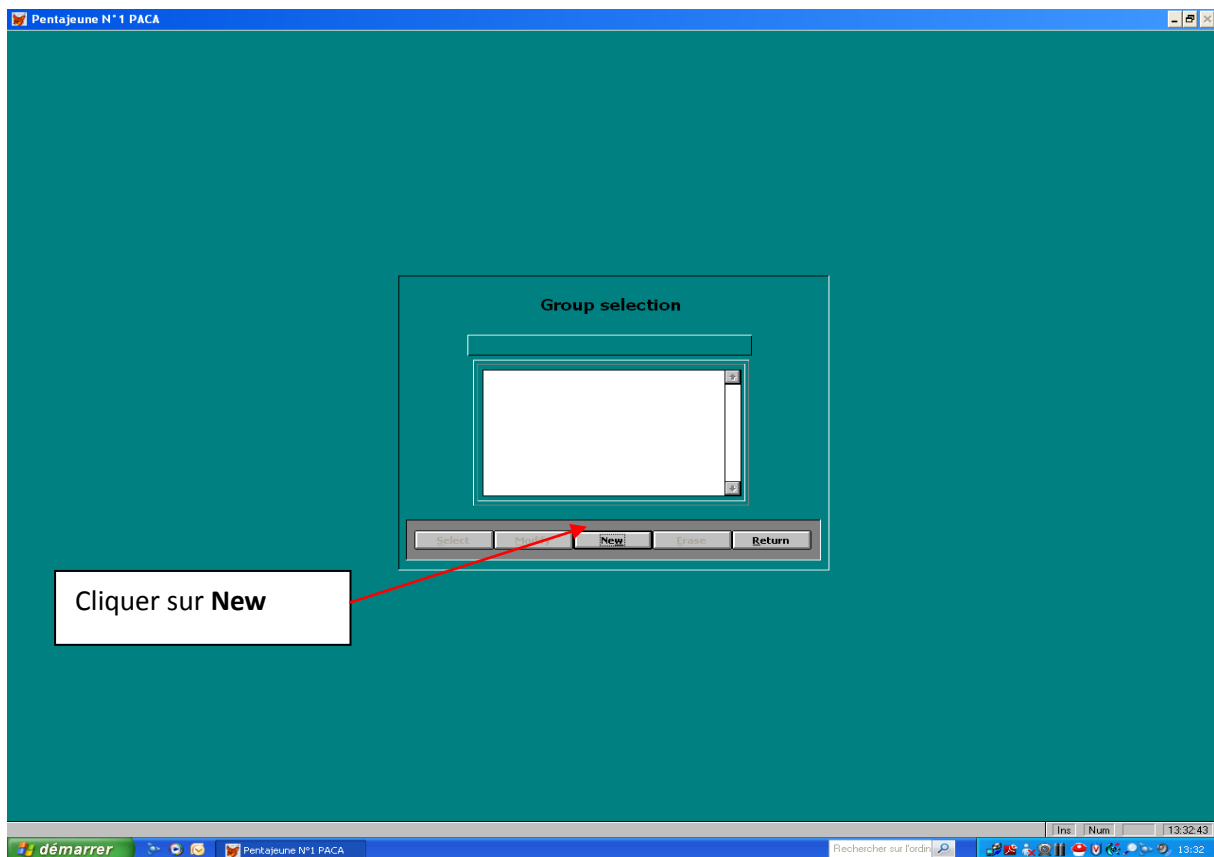 Pentajeune N°1 PACA
Group selection
Select Modify New Erase Return
Cliquer sur New
Ins Num 13:32:43
démarrer Pentajeune N°1 PACA Rechercher sur l'ordin 13:32